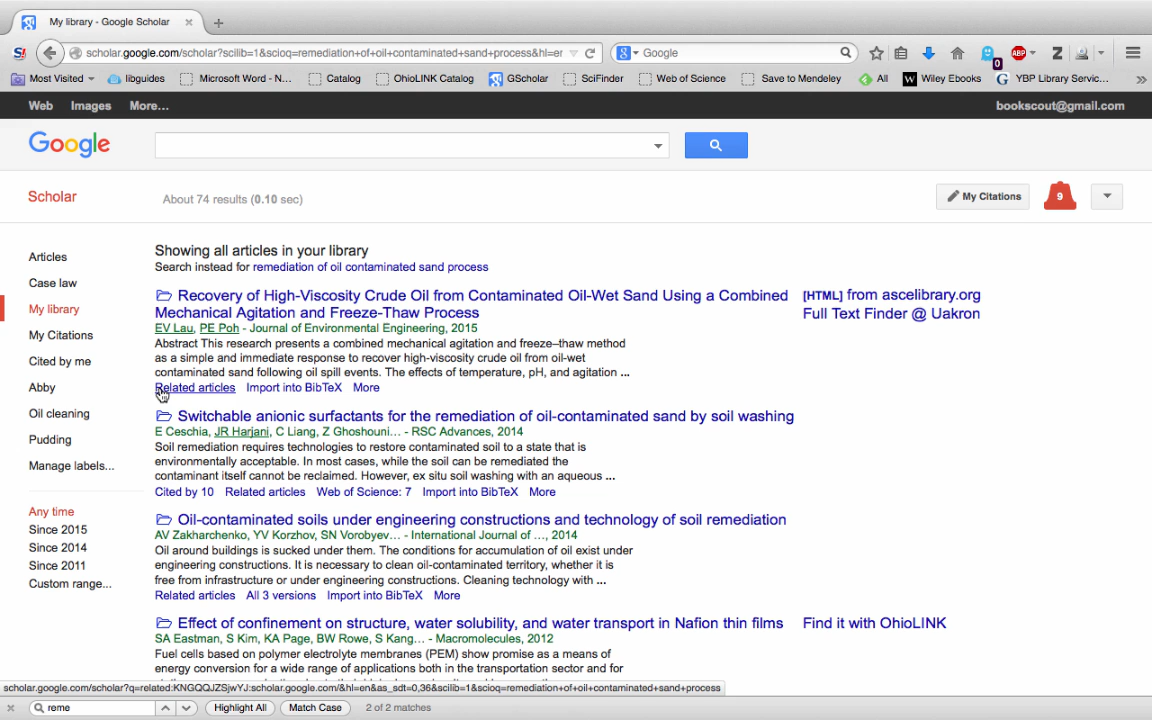 My library - Google Scholar
scholar.google.com/scholar?scilib=1&scioq=remediation+of+oil+contaminated+sand+process&hl=en
Google
ABP
0
Most Visited
libguides
Microsoft Word - N...
Catalog
OhioLINK Catalog
GScholar
SciFinder
Web of Science
Save to Mendeley
All
Wiley Ebooks
YBP Library Servic...
Web Images More...
bookscout@gmail.com
Google
Scholar
About 74 results (0.10 sec)
My Citations
9
Articles
Case law
My library
My Citations
Cited by me
Abby
Oil cleaning
Pudding
Manage labels...
Any time
Since 2015
Since 2014
Since 2011
Custom range...
Showing all articles in your library
Search instead for remediation of oil contaminated sand process
Recovery of High-Viscosity Crude Oil from Contaminated Oil-Wet Sand Using a Combined
Mechanical Agitation and Freeze-Thaw Process
EV Lau, PE Poh - Journal of Environmental Engineering, 2015
Abstract This research presents a combined mechanical agitation and freeze–thaw method
as a simple and immediate response to recover high-viscosity crude oil from oil-wet
contaminated sand following oil spill events. The effects of temperature, pH, and agitation ...
Related articles Import into BibTeX More
[HTML] from ascelibrary.org
Full Text Finder @ Uakron
Switchable anionic surfactants for the remediation of oil-contaminated sand by soil washing
E Ceschia, JR Harjani, C Liang, Z Ghoshouni... - RSC Advances, 2014
Soil remediation requires technologies to restore contaminated soil to a state that is
environmentally acceptable. In most cases, while the soil can be remediated the
contaminant itself cannot be reclaimed. However, ex situ soil washing with an aqueous ...
Cited by 10 Related articles Web of Science: 7 Import into BibTeX More
Oil-contaminated soils under engineering constructions and technology of soil remediation
AV Zakharchenko, YV Korzhov, SN Vorobyev... - International Journal of ..., 2014
Oil around buildings is sucked under them. The conditions for accumulation of oil exist under
engineering constructions. It is necessary to clean oil-contaminated territory, whether it is
free from infrastructure or under engineering constructions. Cleaning technology with ...
Related articles All 3 versions Import into BibTeX More
Effect of confinement on structure, water solubility, and water transport in Nafion thin films
SA Eastman, S Kim, KA Page, BW Rowe, S Kang... - Macromolecules, 2012
Fuel cells based on polymer electrolyte membranes (PEM) show promise as a means of
energy conversion for a wide range of applications both in the transportation sector and for
Find it with OhioLINK
scholar.google.com/scholar?q=related:KNGQQJZSjwYJ:scholar.google.com/&hl=en&as_sdt=0,36&scilib=1&scioq=remediation+of+oil+contaminated+sand+process
reme
Highlight All
Match Case
2 of 2 matches